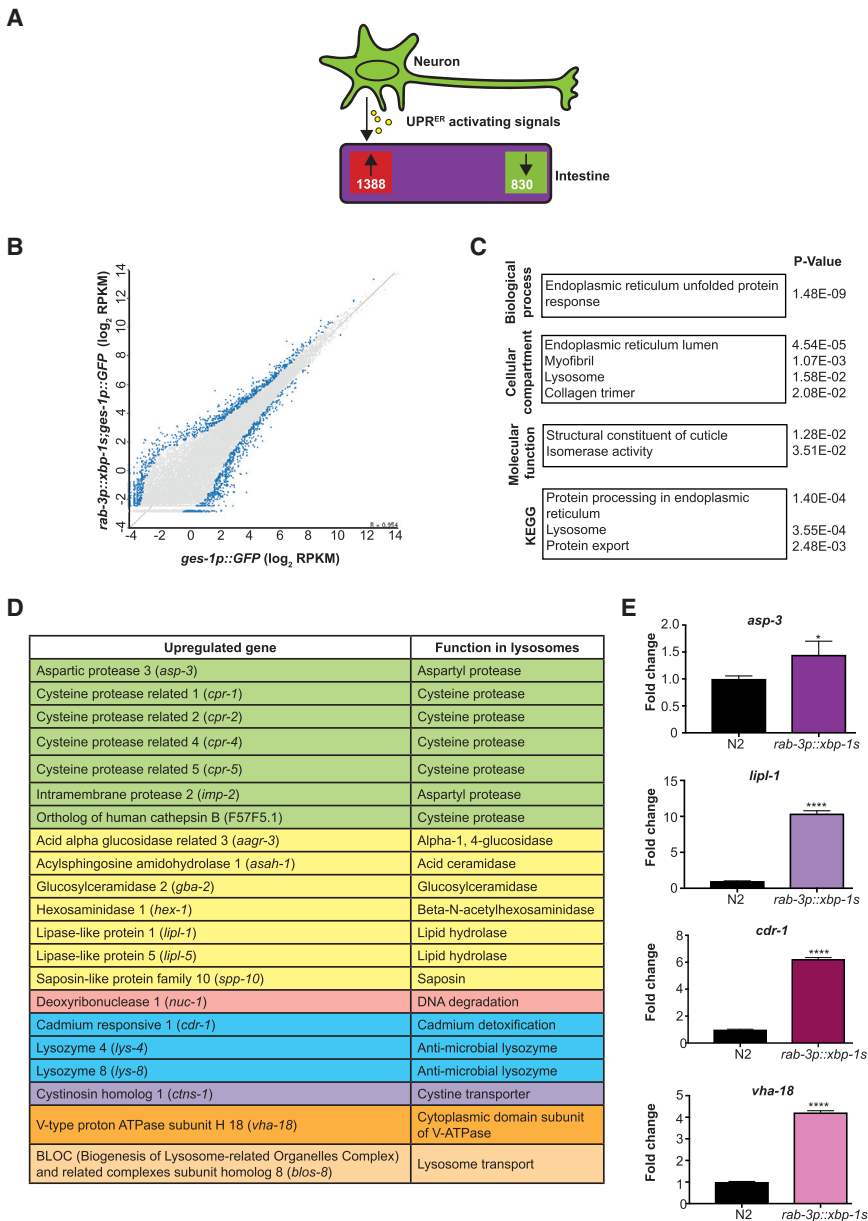 A
Neuron
UPRER activating signals
1388
830
Intestine
B
rab-3p::xbp-1s;ges-1p::GFP (log2 RPKM)
14
12
10
8
6
4
2
0
-2
-4
-4
-2
0
2
4
6
8
10
12
14
R = 0.954
ges-1p::GFP (log2 RPKM)
C
P-Value
Biological
process
Endoplasmic reticulum unfolded protein
response
1.48E-09
Cellular
compartment
Endoplasmic reticulum lumen 4.54E-05
Myofibril 1.07E-03
Lysosome 1.58E-02
Collagen trimer 2.08E-02
Molecular
function
Structural constituent of cuticle 1.28E-02
Isomerase activity 3.51E-02
KEGG
Protein processing in endoplasmic 1.40E-04
reticulum
Lysosome 3.55E-04
Protein export 2.48E-03
D
Upregulated gene Function in lysosomes
Aspartic protease 3 (asp-3) Aspartyl protease
Cysteine protease related 1 (cpr-1) Cysteine protease
Cysteine protease related 2 (cpr-2) Cysteine protease
Cysteine protease related 4 (cpr-4) Cysteine protease
Cysteine protease related 5 (cpr-5) Cysteine protease
Intramembrane protease 2 (imp-2) Aspartyl protease
Ortholog of human cathepsin B (F57F5.1) Cysteine protease
Acid alpha glucosidase related 3 (aagr-3) Alpha-1, 4-glucosidase
Acylsphingosine amidohydrolase 1 (asah-1) Acid ceramidase
Glucosylceramidase 2 (gba-2) Glucosylceramidase
Hexosaminidase 1 (hex-1) Beta-N-acetylhexosaminidase
Lipase-like protein 1 (lipl-1) Lipid hydrolase
Lipase-like protein 5 (lipl-5) Lipid hydrolase
Saposin-like protein family 10 (spp-10) Saposin
Deoxyribonuclease 1 (nuc-1) DNA degradation
Cadmium responsive 1 (cdr-1) Cadmium detoxification
Lysozyme 4 (lys-4) Anti-microbial lysozyme
Lysozyme 8 (lys-8) Anti-microbial lysozyme
Cystinosin homolog 1 (ctns-1) Cystine transporter
V-type proton ATPase subunit H 18 (vha-18) Cytoplasmic domain subunit
of V-ATPase
BLOC (Biogenesis of Lysosome-related Organelles Complex)
and related complexes subunit homolog 8 (blos-8) Lysosome transport
E
asp-3
Fold change
2.0
1.5
1.0
0.5
0
*
N2 rab-3p::xbp-1s
lipl-1
Fold change
15
10
5
0
****
N2 rab-3p::xbp-1s
cdr-1
Fold change
8
6
4
2
0
****
N2 rab-3p::xbp-1s
vha-18
Fold change
5
4
3
2
1
0
****
N2 rab-3p::xbp-1s